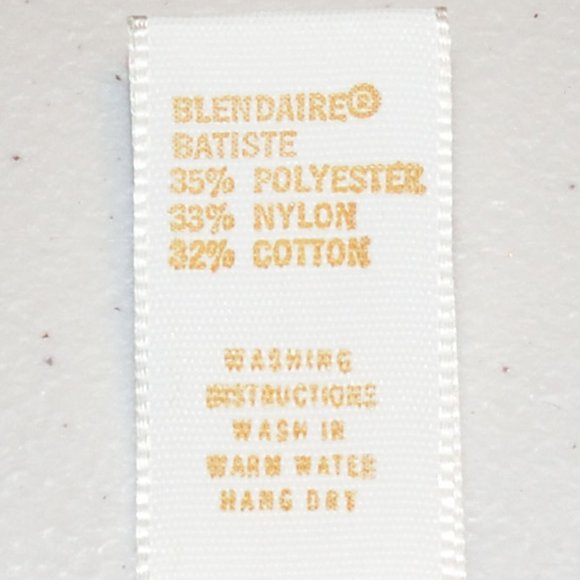 BLENDAIRE®
BATISTE
35% POLYESTER
33% NYLON
32% COTTON
WASHING
INSTRUCTIONS
WASH IN
WARM WATER
HANG DRY